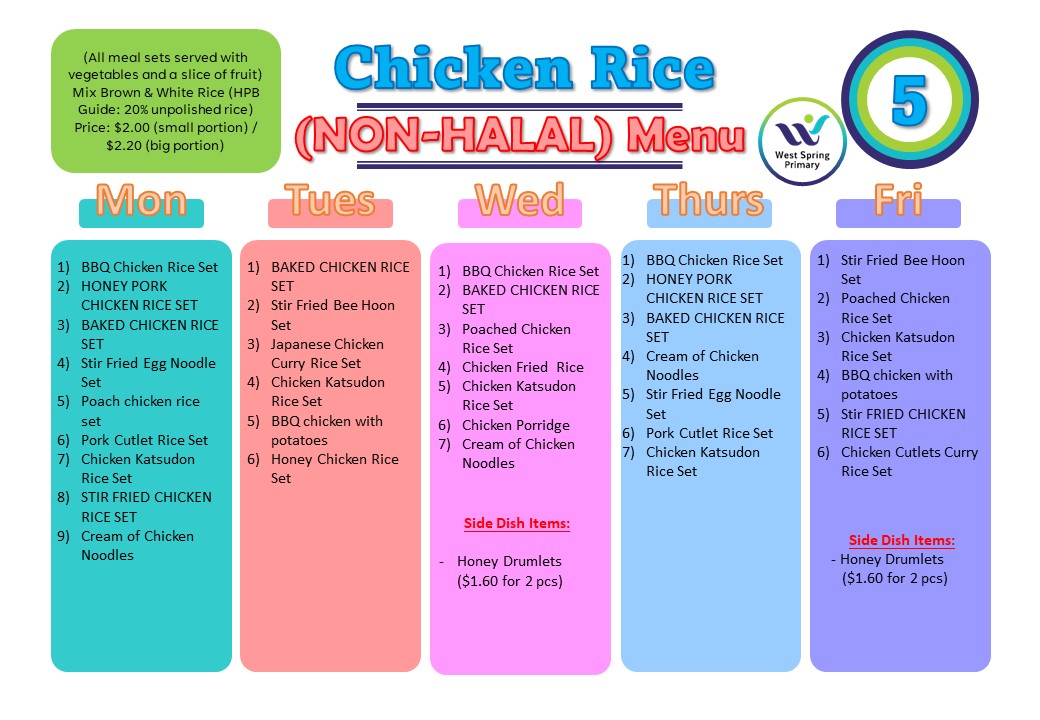 (All meal sets served with
vegetables and a slice of fruit)
Mix Brown & White Rice (HPB
Guide: 20% unpolished rice)
Price: $2.00 (small portion) /
$2.20 (big portion)
Chicken Rice
(NON-HALAL) Menu
West Spring
Primary
5
Mon
1) BBQ Chicken Rice Set
2) HONEY PORK
CHICKEN RICE SET
3) BAKED CHICKEN RICE
SET
4) Stir Fried Egg Noodle
Set
5) Poach chicken rice
set
6) Pork Cutlet Rice Set
7) Chicken Katsudon
Rice Set
8) STIR FRIED CHICKEN
RICE SET
9) Cream of Chicken
Noodles
Tues
1) BAKED CHICKEN RICE
SET
2) Stir Fried Bee Hoon
Set
3) Japanese Chicken
Curry Rice Set
4) Chicken Katsudon
Rice Set
5) BBQ chicken with
potatoes
6) Honey Chicken Rice
Set
Wed
1) BBQ Chicken Rice Set
2) BAKED CHICKEN RICE
SET
3) Poached Chicken
Rice Set
4) Chicken Fried Rice
5) Chicken Katsudon
Rice Set
6) Chicken Porridge
7) Cream of Chicken
Noodles
Side Dish Items:
- Honey Drumlets
($1.60 for 2 pcs)
Thurs
1) BBQ Chicken Rice Set
2) HONEY PORK
CHICKEN RICE SET
3) BAKED CHICKEN RICE
SET
4) Cream of Chicken
Noodles
5) Stir Fried Egg Noodle
Set
6) Pork Cutlet Rice Set
7) Chicken Katsudon
Rice Set
Fri
1) Stir Fried Bee Hoon
Set
2) Poached Chicken
Rice Set
3) Chicken Katsudon
Rice Set
4) BBQ chicken with
potatoes
5) Stir FRIED CHICKEN
RICE SET
6) Chicken Cutlets Curry
Rice Set
Side Dish Items:
- Honey Drumlets
($1.60 for 2 pcs)